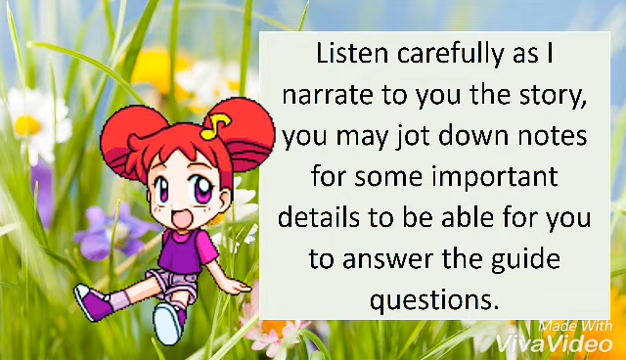 Listen carefully as I
narrate to you the story,
you may jot down notes
for some important
details to be able for you
to answer the guide
questions.
Made With
VivaVideo